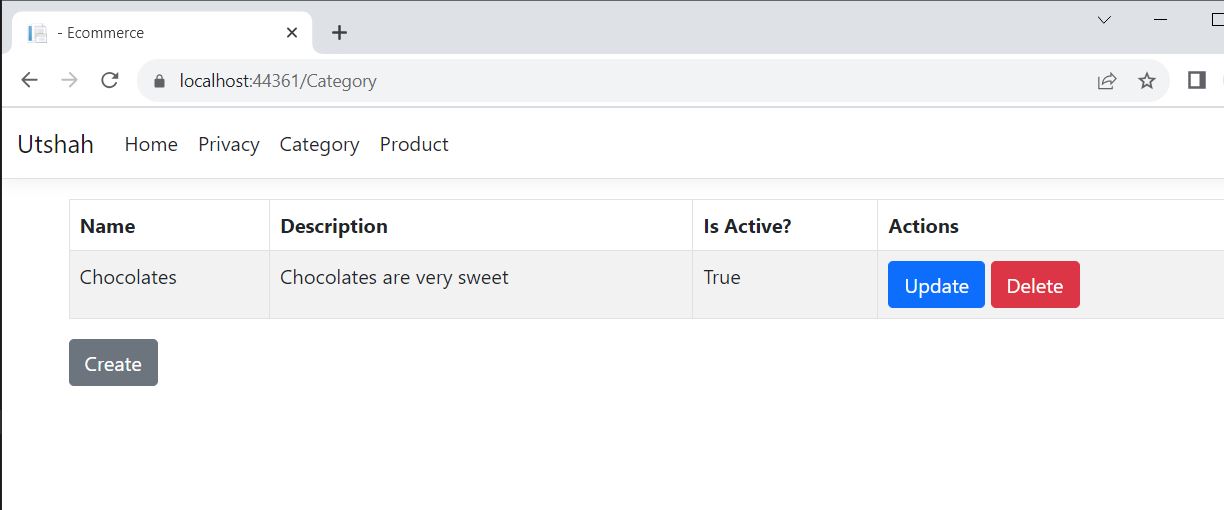 - Ecommerce
localhost:44361/Category
Utshah Home Privacy Category Product
Name Description Is Active? Actions
Chocolates Chocolates are very sweet True Update Delete
Create